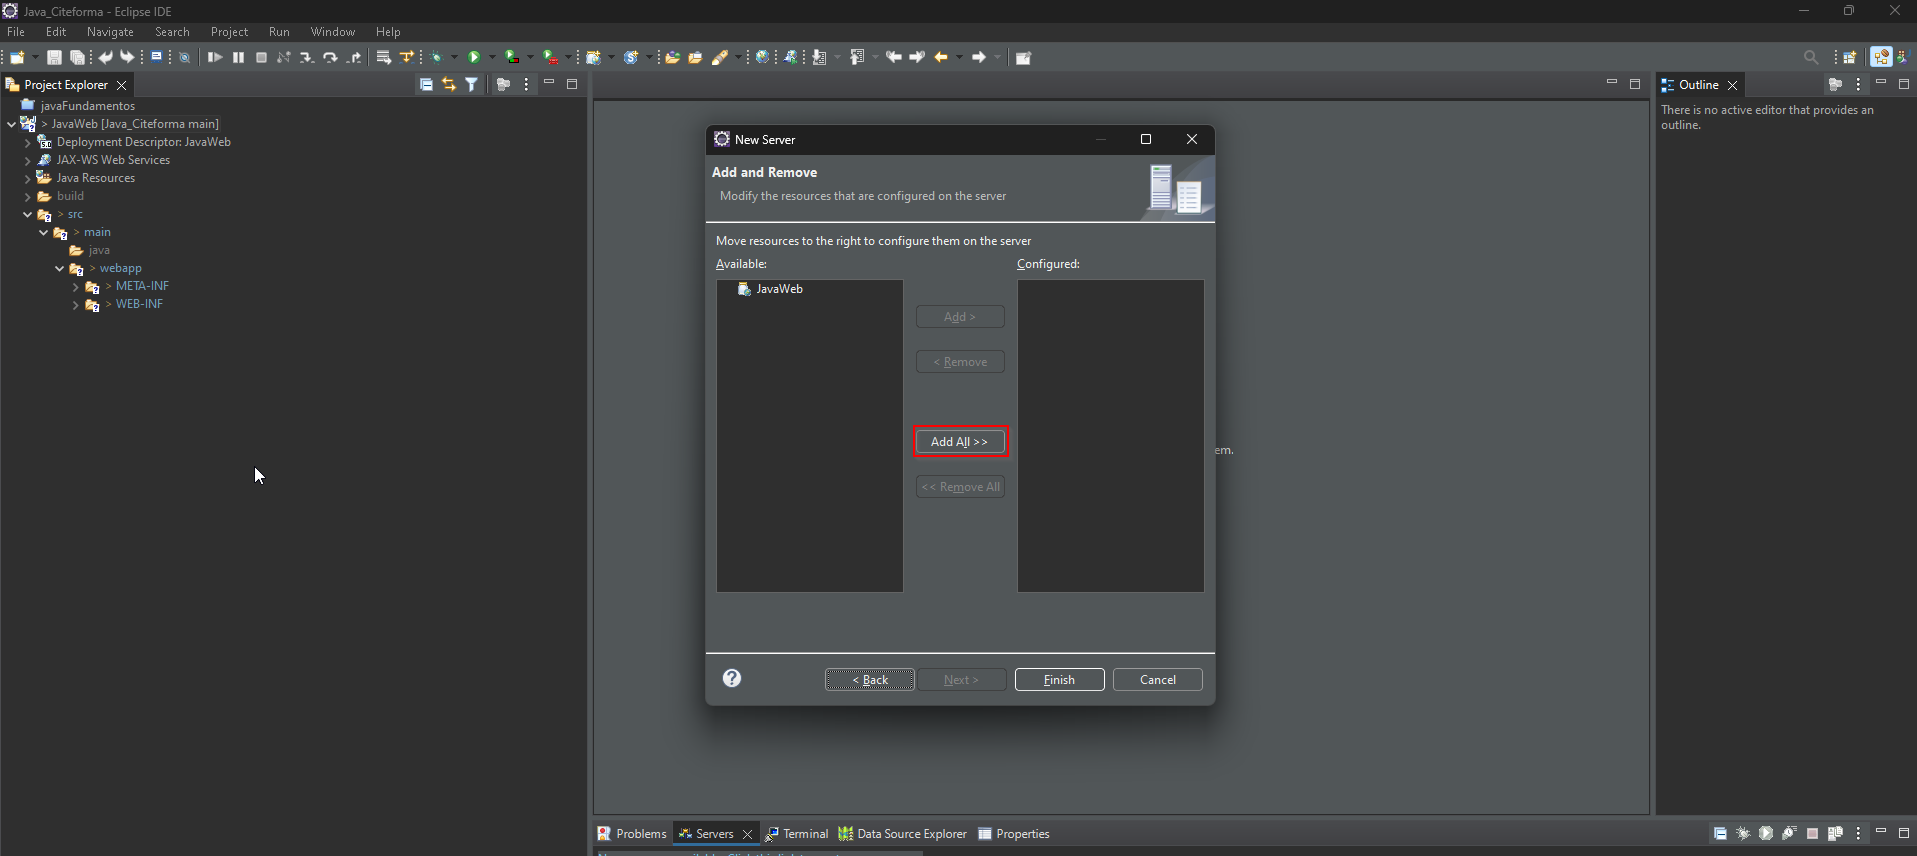 Java_Citeforma - Eclipse IDE
File Edit Navigate Search Project Run Window Help
Project Explorer
javaFundamentos
> JavaWeb [Java_Citeforma main]
Deployment Descriptor: JavaWeb
JAX-WS Web Services
Java Resources
build
> src
> main
java
> webapp
> META-INF
> WEB-INF
New Server
Add and Remove
Modify the resources that are configured on the server
Move resources to the right to configure them on the server
Available:
Configured:
JavaWeb
Add >
< Remove
Add All >>
<< Remove All
< Back
Next >
Finish
Cancel
em.
Outline
There is no active editor that provides an
outline.
Problems Servers Terminal Data Source Explorer Properties